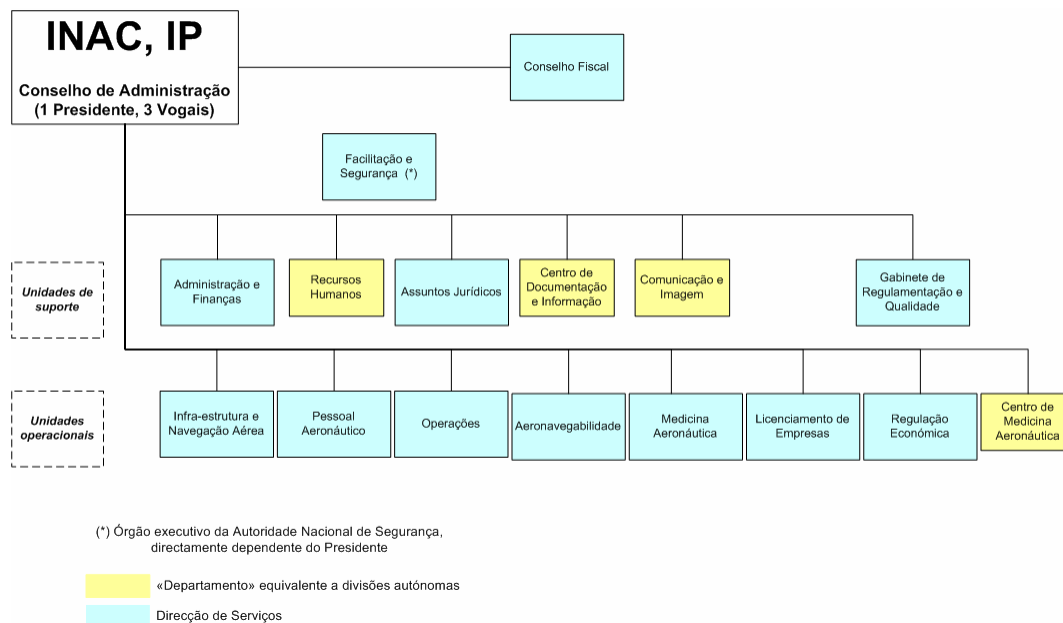 INAC, IP
Conselho de Administração
(1 Presidente, 3 Vogais)
Conselho Fiscal
Facilitação e
Segurança (*)
Unidades de
suporte
Administração e
Finanças
Recursos
Humanos
Assuntos Jurídicos
Centro de
Documentação
e Informação
Comunicação e
Imagem
Gabinete de
Regulamentação e
Qualidade
Unidades
operacionais
Infra-estrutura e
Navegação Aérea
Pessoal
Aeronáutico
Operações
Aeronavegabilidade
Medicina
Aeronáutica
Licenciamento de
Empresas
Regulação
Económica
Centro de
Medicina
Aeronáutica
(*) Órgão executivo da Autoridade Nacional de Segurança,
directamente dependente do Presidente
«Departamento» equivalente a divisões autónomas
Direcção de Serviços